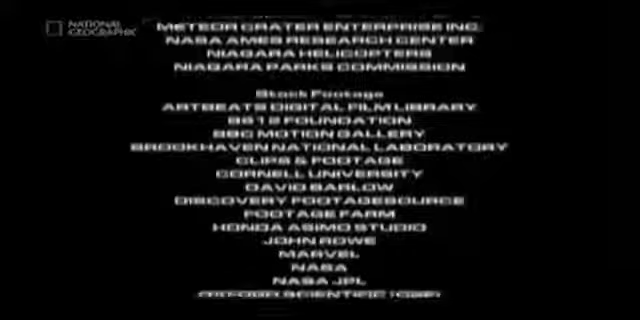 NATIONAL
GEOGRAPHIC
METEOR CRATER ENTERPRISE INC.
NASA AMES RESEARCH CENTER
NIAGARA HELICOPTERS
NIAGARA PARKS COMMISSION
Stock Footage
ARTBEATS DIGITAL FILM LIBRARY
B612 FOUNDATION
BBC MOTION GALLERY
BROOKHAVEN NATIONAL LABORATORY
CLIPS & FOOTAGE
CORNELL UNIVERSITY
DAVID BARLOW
DISCOVERY FOOTAGESOURCE
FOOTAGE FARM
HONDA ASIMO STUDIO
JOHN ROWE
MARVEL
NASA
NASA JPL
SCIENTIFIC